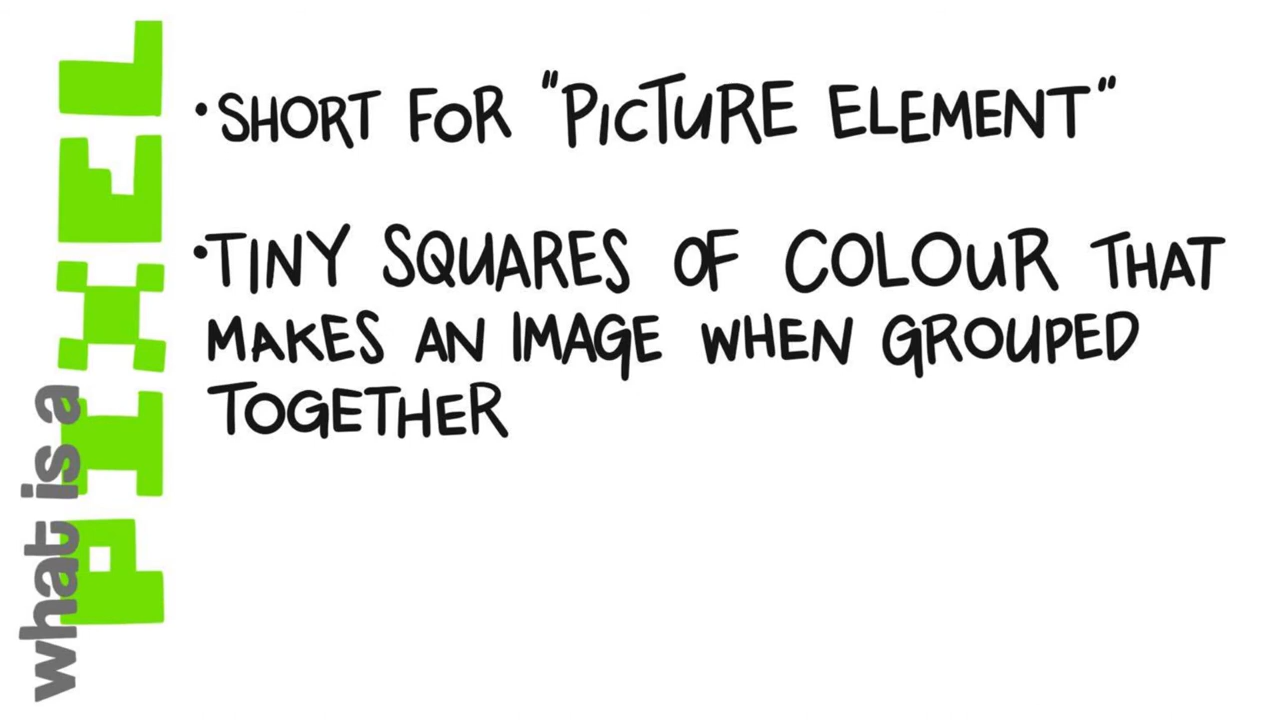 what is a
PIXEL
•SHORT FOR "PICTURE ELEMENT"
•TINY SQUARES OF COLOUR THAT
MAKES AN IMAGE WHEN GROUPED
TOGETHER